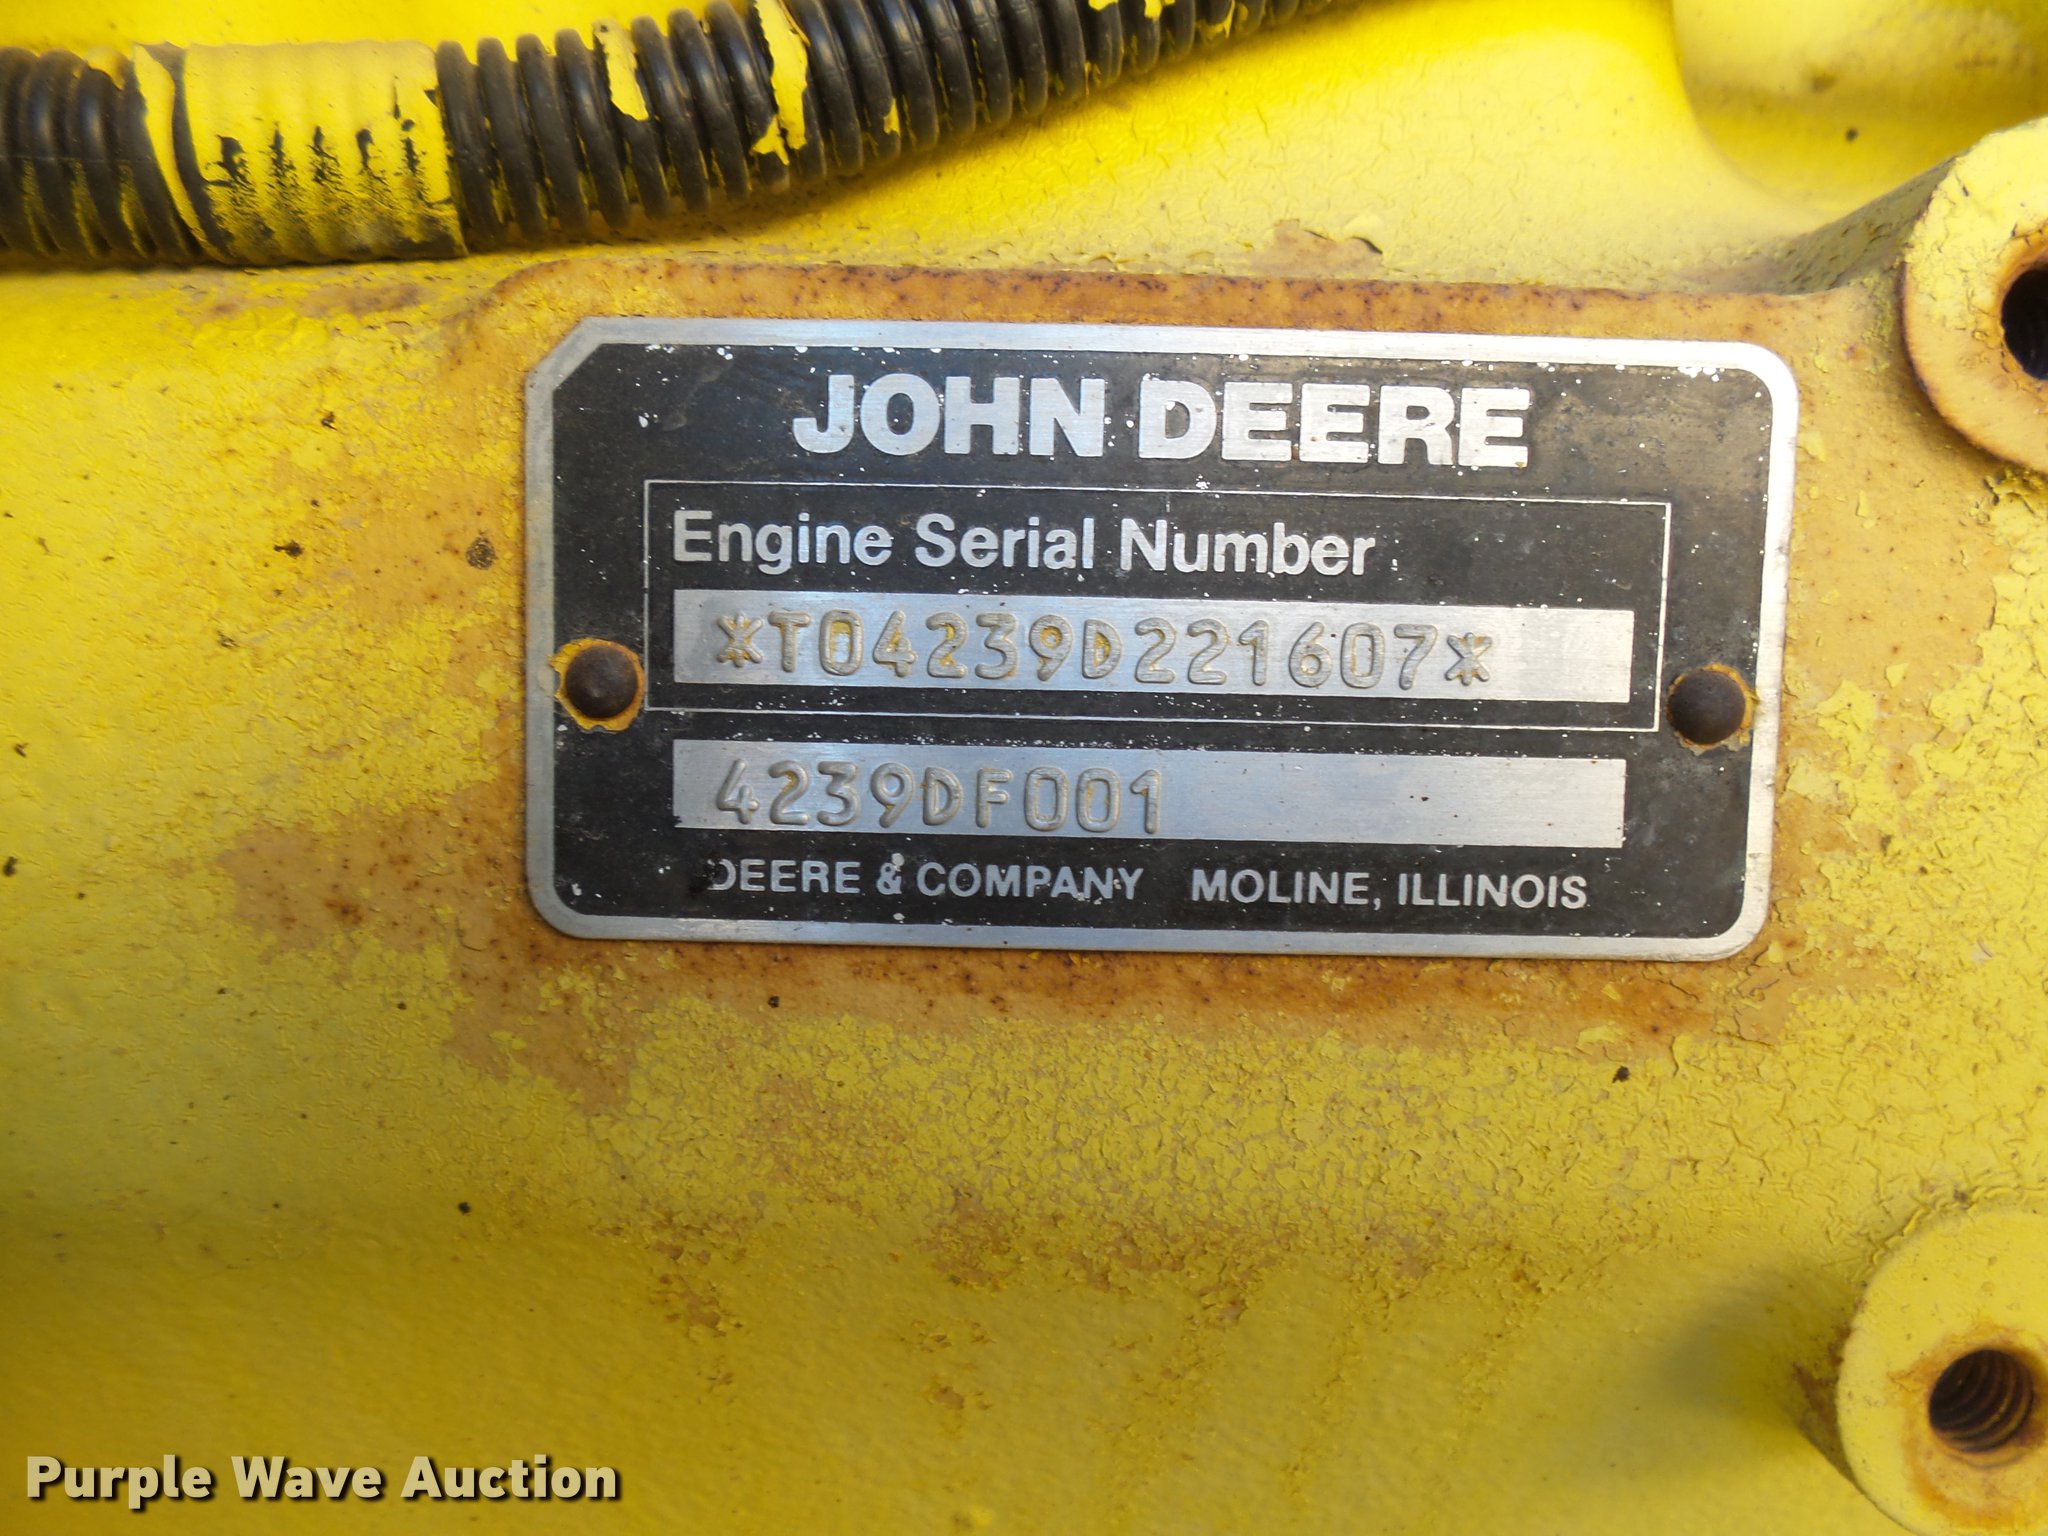 JOHN DEERE
Engine Serial Number
*T04239D221607*
4239DF001
DEERE & COMPANY MOLINE, ILLINOIS
Purple Wave Auction